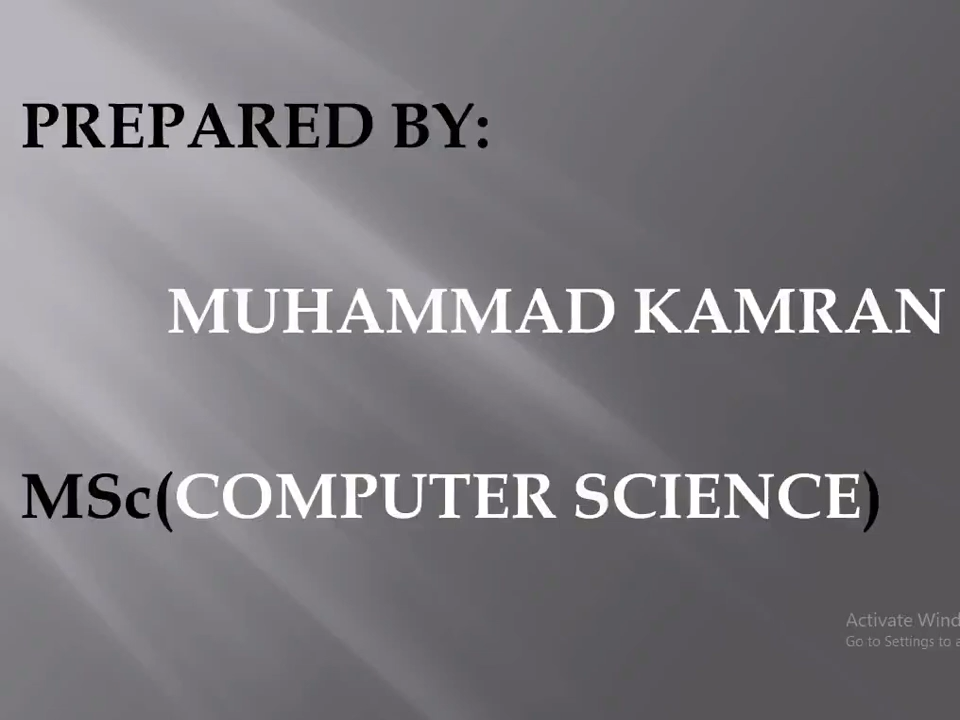 PREPARED BY:
MUHAMMAD KAMRAN
MSc(COMPUTER SCIENCE)
Activate Wind
Go to Settings to a